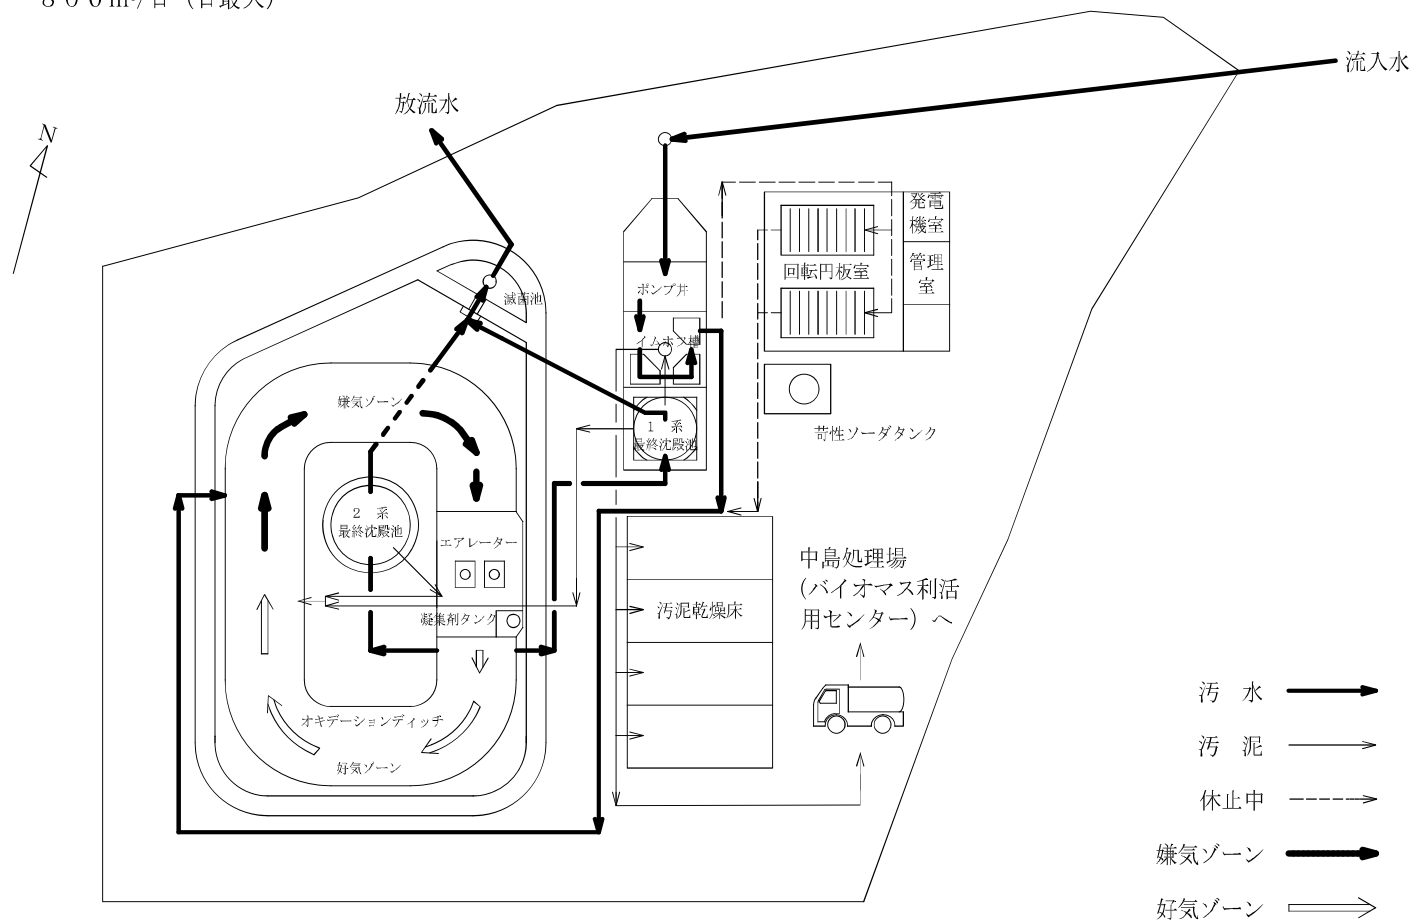 ８００m³/日（日最大）
流入水
放流水
N
発電
機室
管理
室
回転円板室
ポンプ井
滅菌池
イムホフ槽
嫌気ゾーン
１　系
最終沈殿池
苛性ソーダタンク
２　系
最終沈殿池
エアレーター
中島処理場
（バイオマス利活
用センター）へ
汚泥乾燥床
凝集剤タンク
オキデーションディッチ
好気ゾーン
汚　水
汚　泥
休止中
嫌気ゾーン
好気ゾーン